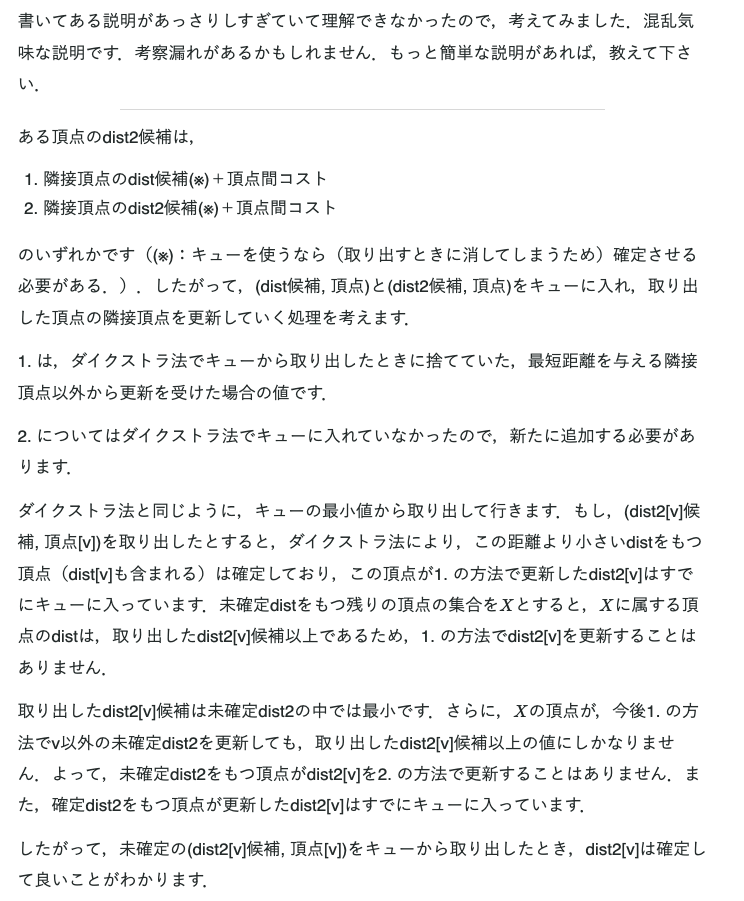 書いてある説明があっさりしすぎていて理解できなかったので，考えてみました．混乱気
味な説明です．考察漏れがあるかもしれません．もっと簡単な説明があれば，教えて下さ
い．
ある頂点のdist2候補は，
1. 隣接頂点のdist候補(※)＋頂点間コスト
2. 隣接頂点のdist2候補(※)＋頂点間コスト
のいずれかです（(※)：キューを使うなら（取り出すときに消してしまうため）確定させる
必要がある．）．したがって，(dist候補, 頂点)と(dist2候補, 頂点)をキューに入れ，取り出
した頂点の隣接頂点を更新していく処理を考えます．
1. は，ダイクストラ法でキューから取り出したときに捨てていた，最短距離を与える隣接
頂点以外から更新を受けた場合の値です．
2. についてはダイクストラ法でキューに入れていなかったので，新たに追加する必要があ
ります．
ダイクストラ法と同じように，キューの最小値から取り出して行きます．もし，(dist2[v]候
補, 頂点[v])を取り出したとすると，ダイクストラ法により，この距離より小さいdistをもつ
頂点（dist[v]も含まれる）は確定しており，この頂点が1. の方法で更新したdist2[v]はすで
にキューに入っています．未確定distをもつ残りの頂点の集合をXとすると，Xに属する頂
点のdistは，取り出したdist2[v]候補以上であるため，1. の方法でdist2[v]を更新することは
ありません．
取り出したdist2[v]候補は未確定dist2の中では最小です．さらに，Xの頂点が，今後1. の方
法でv以外の未確定dist2を更新しても，取り出したdist2[v]候補以上の値にしかなりませ
ん．よって，未確定dist2をもつ頂点がdist2[v]を2. の方法で更新することはありません．ま
た，確定dist2をもつ頂点が更新したdist2[v]はすでにキューに入っています．
したがって，未確定の(dist2[v]候補, 頂点[v])をキューから取り出したとき，dist2[v]は確定し
て良いことがわかります．